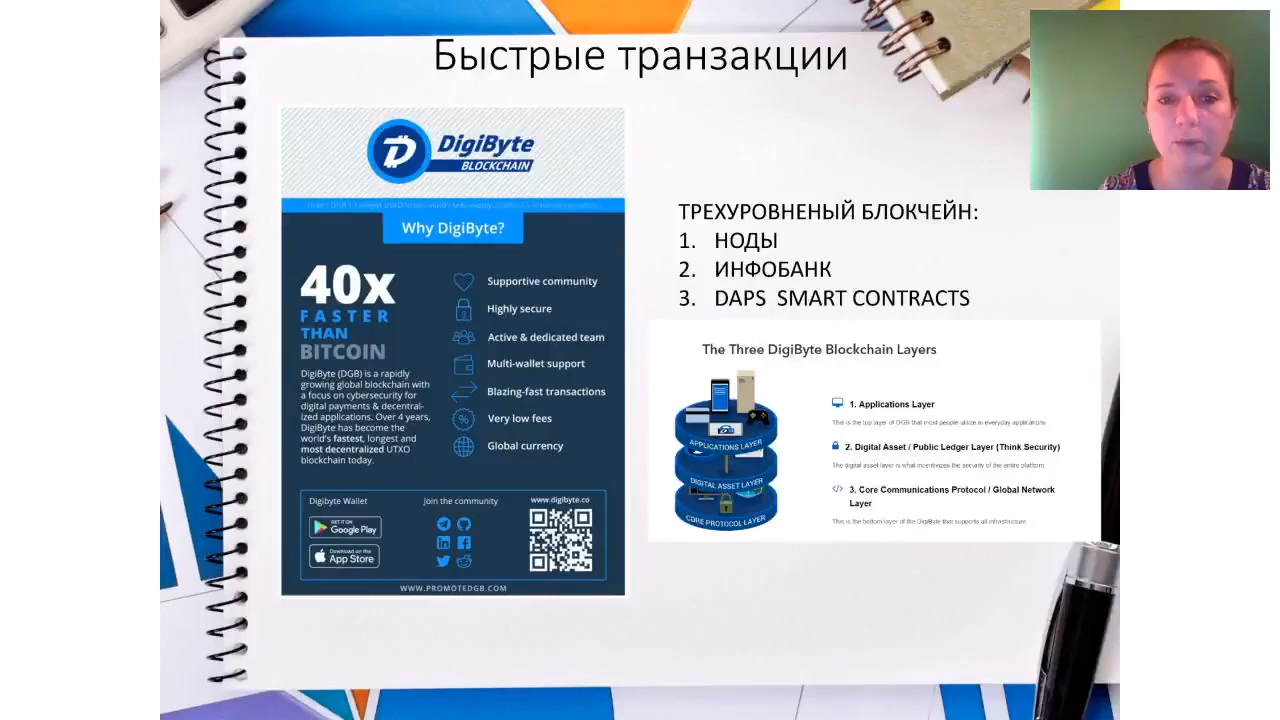 Быстрые транзакции
DigiByte
BLOCKCHAIN
Why DigiByte?
40x
FASTER
THAN
BITCOIN
DigiByte (DGB) is a rapidly
growing global blockchain with
a focus on cybersecurity for
digital payments & decentral-
ized applications. Over 4 years,
DigiByte has become the
world's fastest, longest and
most decentralized UTXO
blockchain today.
Supportive community
Highly secure
Active & dedicated team
Multi-wallet support
Blazing-fast transactions
Very low fees
Global currency
Digibyte Wallet
GET IT ON
Google Play
Download on the
App Store
Join the community
www.digibyte.co
WWW.PROMOTEDGB.COM
ТРЕХУРОВНЕНЫЙ БЛОКЧЕЙН:
1. НОДЫ
2. ИНФОБАНК
3. DAPS SMART CONTRACTS
The Three DigiByte Blockchain Layers
APPLICATIONS LAYER
DIGITAL ASSET LAYER
CORE PROTOCOL LAYER
1. Applications Layer
This is the top layer of DGB that most people utilize in everyday applications
2. Digital Asset / Public Ledger Layer (Think Security)
The digital asset layer is what incentivizes the security of the entire platform.
3. Core Communications Protocol / Global Network
Layer
This is the bottom layer of the DigiByte that supports all infrastructure.